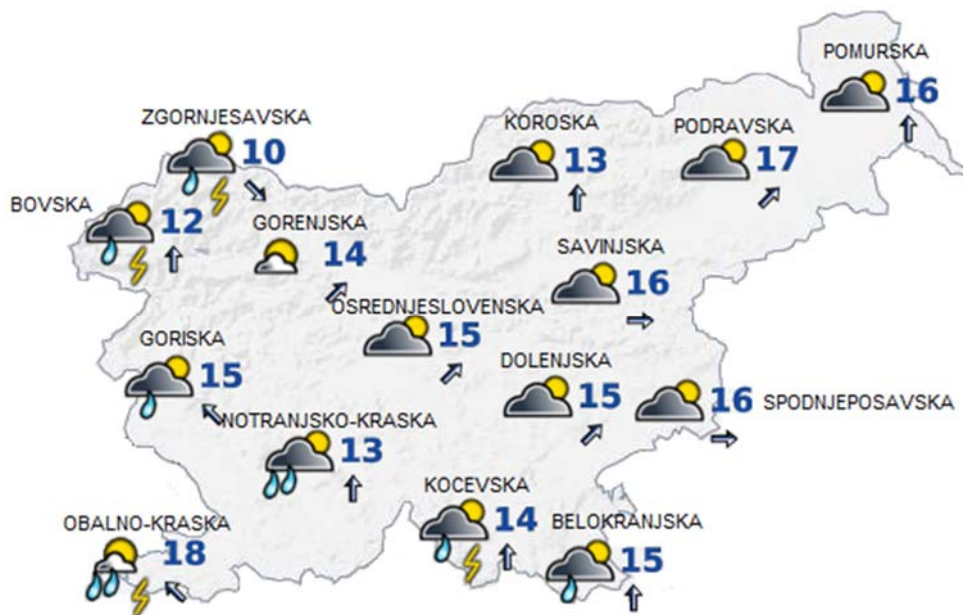 POMURSKA
16
ZGORNJESAVSKA
10
KOROSKA
13
PODRAVSKA
17
BOVSKA
12
GORENJSKA
14
SAVINJSKA
16
OSREDNJESLOVENSKA
15
GORISKA
15
DOLENJSKA
15
16
SPODNJEPOSAVSKA
NOTRANJSKO-KRASKA
13
KOCEVSKA
14
OBALNO-KRASKA
18
BELOKRANJSKA
15